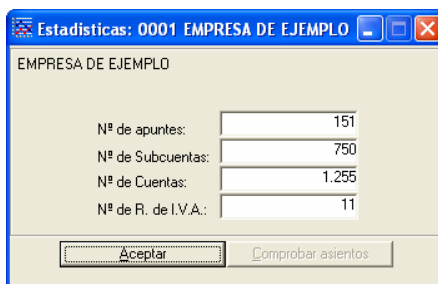 Estadisticas: 0001 EMPRESA DE EJEMPLO
EMPRESA DE EJEMPLO
Nº de apuntes: 151
Nº de Subcuentas: 750
Nº de Cuentas: 1.255
Nº de R. de I.V.A.: 11
Aceptar Comprobar asientos